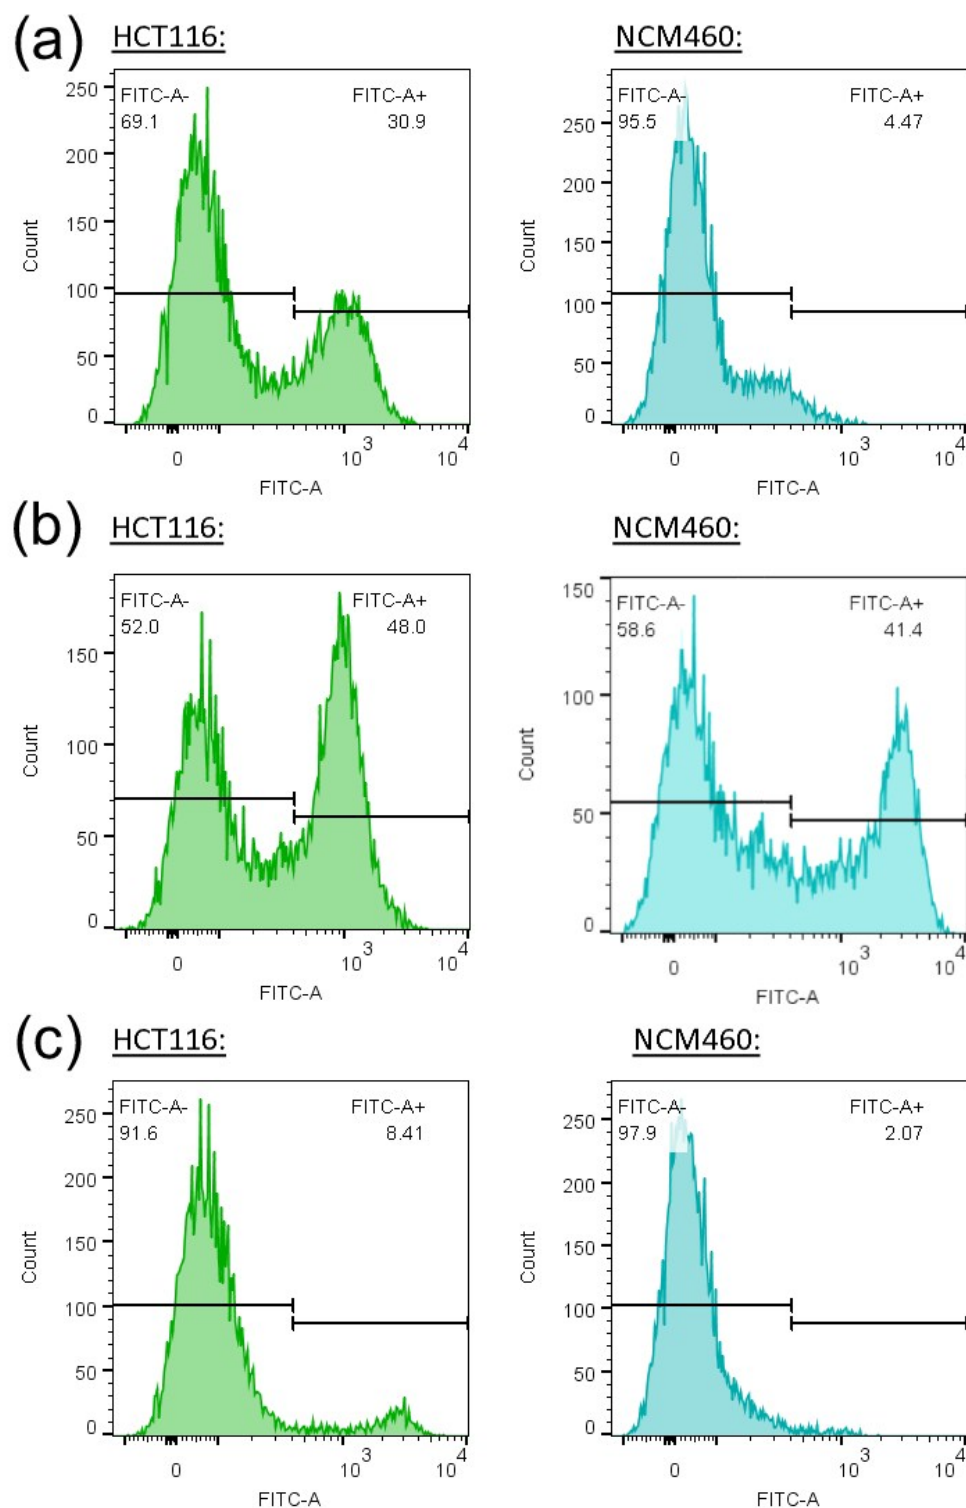 (a)
HCT116:
NCM460:
FITC-A-
69.1
FITC-A+
30.9
250
200
150
100
50
0
Count
0
10^3
10^4
FITC-A
FITC-A-
95.5
FITC-A+
4.47
250
200
150
100
50
0
Count
0
10^3
10^4
FITC-A
(b)
HCT116:
NCM460:
FITC-A-
52.0
FITC-A+
48.0
150
100
50
0
Count
0
10^3
10^4
FITC-A
FITC-A-
58.6
FITC-A+
41.4
150
100
50
0
Count
0
10^3
10^4
FITC-A
(c)
HCT116:
NCM460:
FITC-A-
91.6
FITC-A+
8.41
250
200
150
100
50
0
Count
0
10^3
10^4
FITC-A
FITC-A-
97.9
FITC-A+
2.07
250
200
150
100
50
0
Count
0
10^3
10^4
FITC-A